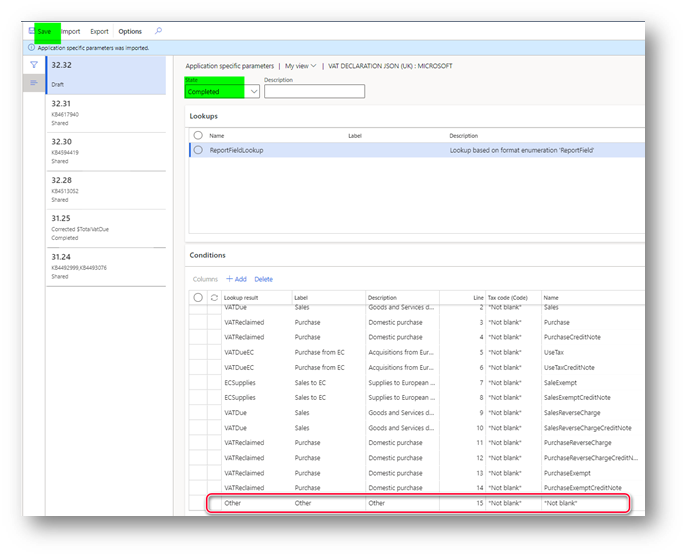 Save Import Export Options
Application specific parameters was imported.
32.32
Draft
32.31
KB4617940
Shared
32.30
KB4594419
Shared
32.28
KB4513052
Shared
31.25
Corrected $TotalVatDue
Completed
31.24
KB4492999;KB4493076
Shared
Application specific parameters | My view | VAT DECLARATION JSON (UK) : MICROSOFT
State Description
Completed
Lookups
Name Label Description
ReportFieldLookup Lookup based on format enumeration 'ReportField'
Conditions
Columns + Add Delete
Lookup result Label Description Line Tax code (Code) Name
VATDue Sales Goods and Services d... 2 *Not blank* Sales
VATReclaimed Purchase Domestic purchase 3 *Not blank* Purchase
VATReclaimed Purchase Domestic purchase 4 *Not blank* PurchaseCreditNote
VATDueEC Purchase from EC Acquisitions from Eur... 5 *Not blank* UseTax
VATDueEC Purchase from EC Acquisitions from Eur... 6 *Not blank* UseTaxCreditNote
ECSupplies Sales to EC Supplies to European ... 7 *Not blank* SaleExempt
ECSupplies Sales to EC Supplies to European ... 8 *Not blank* SalesExemptCreditNote
VATDue Sales Goods and Services d... 9 *Not blank* SalesReverseCharge
VATDue Sales Goods and Services d... 10 *Not blank* SalesReverseChargeCreditNote
VATReclaimed Purchase Domestic purchase 11 *Not blank* PurchaseReverseCharge
VATReclaimed Purchase Domestic purchase 12 *Not blank* PurchaseReverseChargeCreditN...
VATReclaimed Purchase Domestic purchase 13 *Not blank* PurchaseExempt
VATReclaimed Purchase Domestic purchase 14 *Not blank* PurchaseExemptCreditNote
Other Other Other 15 *Not blank* *Not blank*